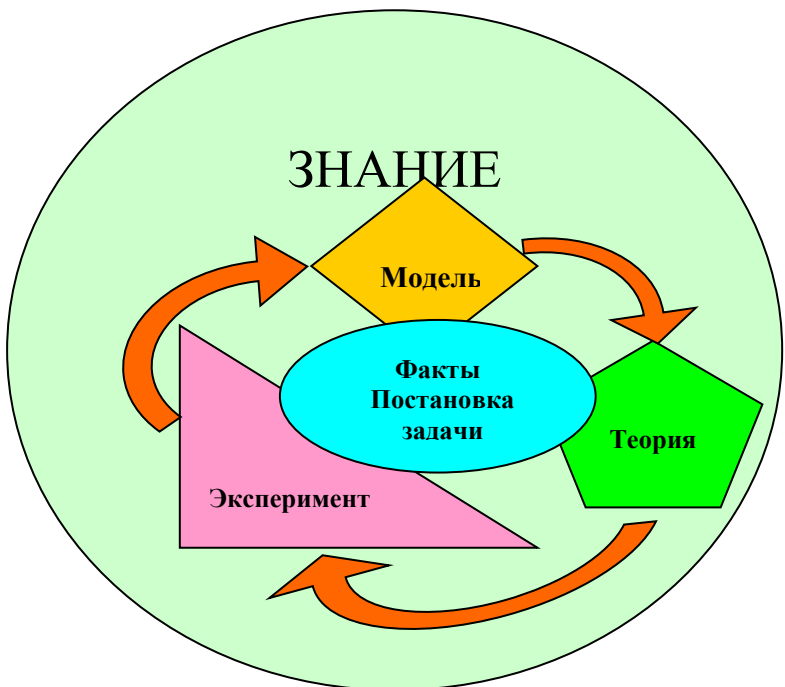 ЗНАНИЕ
Модель
Факты
Постановка
задачи
Теория
Эксперимент